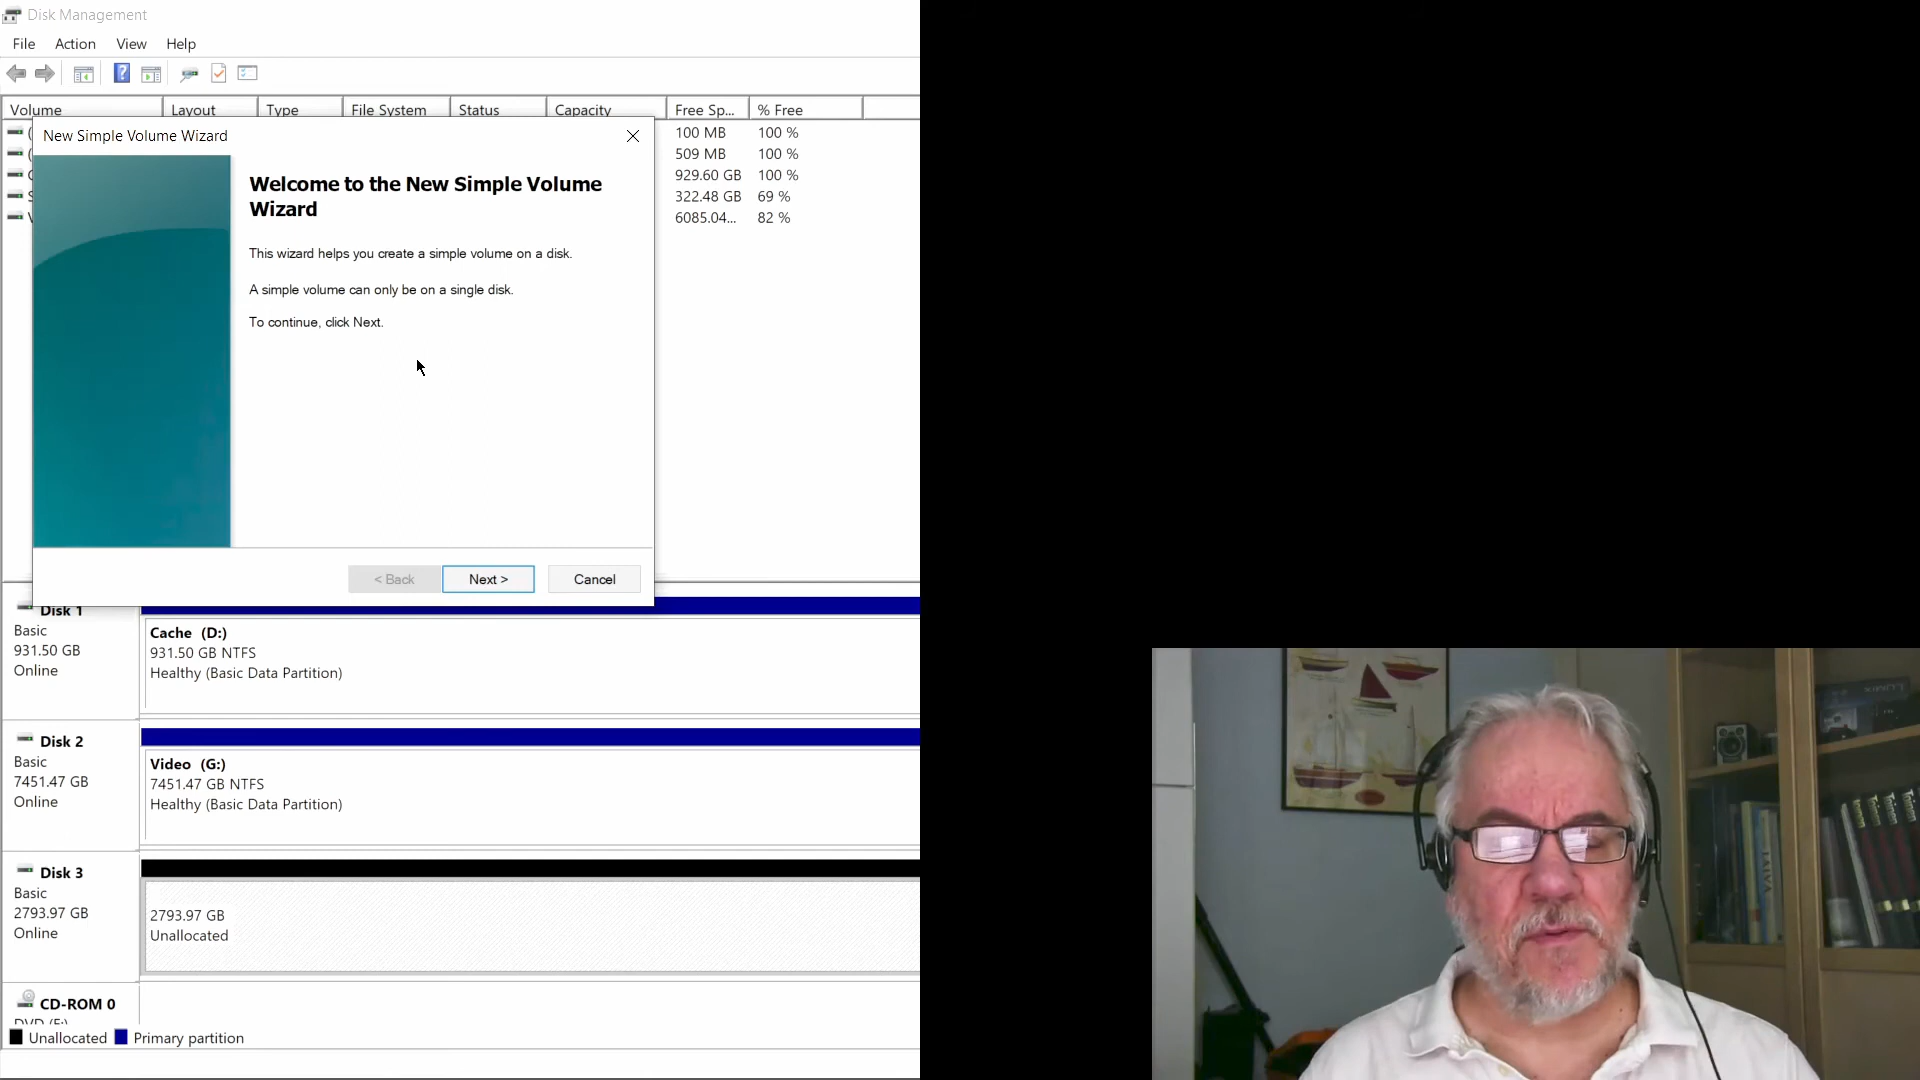 Disk Management
File Action View Help
Volume Layout Type File System Status Capacity Free Sp... % Free
100 MB 100 %
509 MB 100 %
929.60 GB 100 %
322.48 GB 69 %
6085.04... 82 %
New Simple Volume Wizard
Welcome to the New Simple Volume
Wizard
This wizard helps you create a simple volume on a disk.
A simple volume can only be on a single disk.
To continue, click Next.
< Back Next > Cancel
Disk 1
Basic
931.50 GB
Online
Cache (D:)
931.50 GB NTFS
Healthy (Basic Data Partition)
Disk 2
Basic
7451.47 GB
Online
Video (G:)
7451.47 GB NTFS
Healthy (Basic Data Partition)
Disk 3
Basic
2793.97 GB
Online
2793.97 GB
Unallocated
CD-ROM 0
Unallocated Primary partition